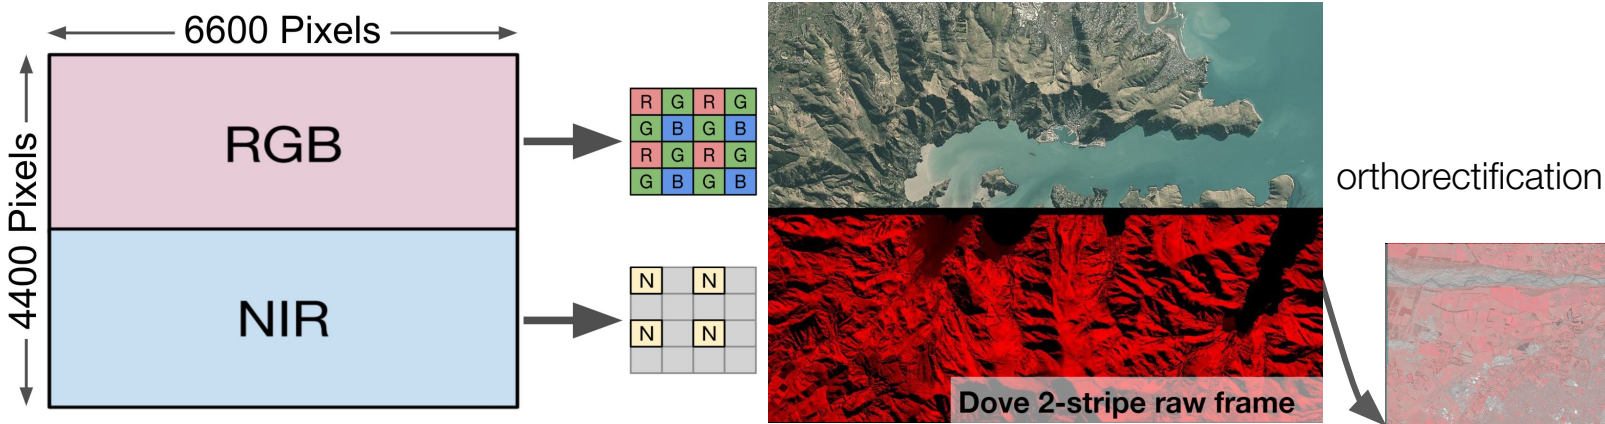 6600 Pixels
4400 Pixels
RGB
NIR
R G R G
G B G B
R G R G
G B G B
N N
N N
Dove 2-stripe raw frame
orthorectification